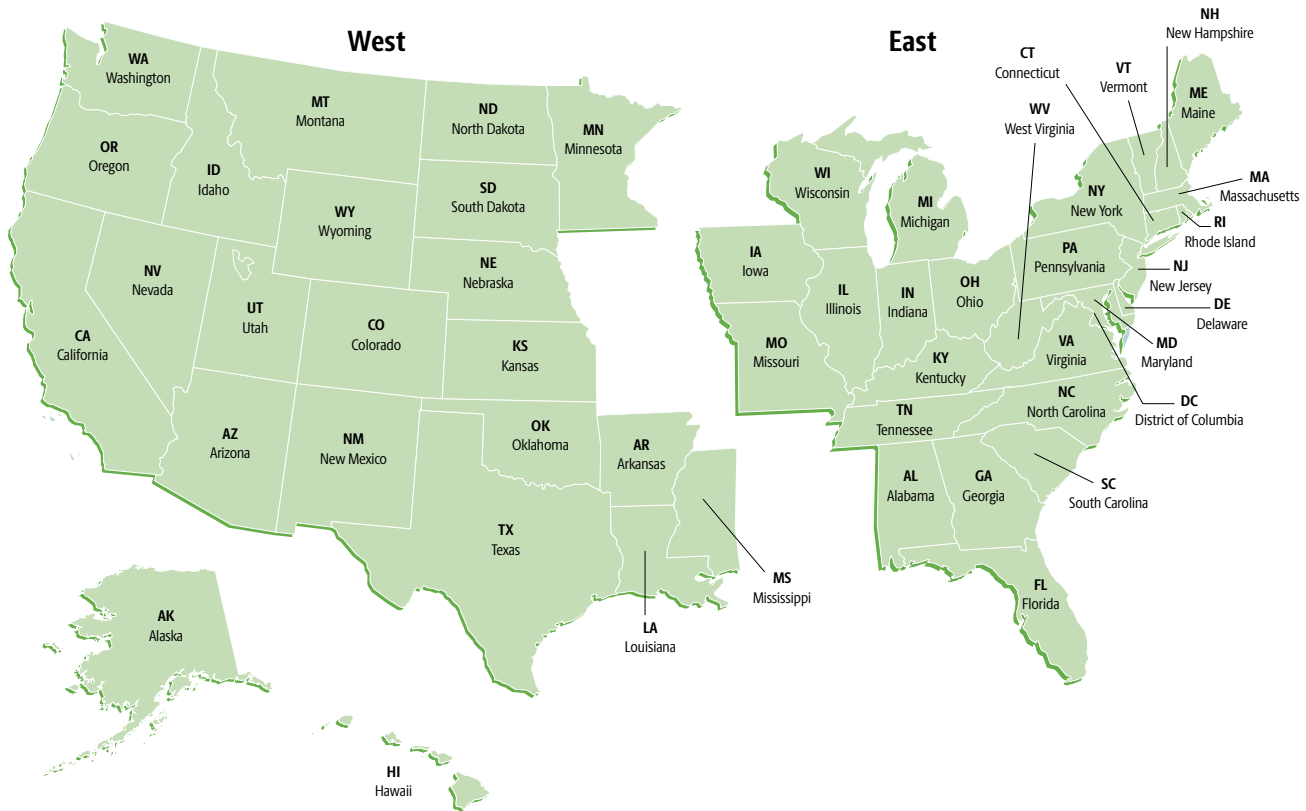 West
WA
Washington
OR
Oregon
ID
Idaho
MT
Montana
ND
North Dakota
MN
Minnesota
SD
South Dakota
WY
Wyoming
NE
Nebraska
NV
Nevada
UT
Utah
CO
Colorado
KS
Kansas
CA
California
AZ
Arizona
NM
New Mexico
OK
Oklahoma
AR
Arkansas
TX
Texas
MS
Mississippi
LA
Louisiana
AK
Alaska
HI
Hawaii
East
NH
New Hampshire
CT
Connecticut
VT
Vermont
ME
Maine
WV
West Virginia
WI
Wisconsin
MI
Michigan
NY
New York
MA
Massachusetts
RI
Rhode Island
IA
Iowa
PA
Pennsylvania
NJ
New Jersey
IL
Illinois
IN
Indiana
OH
Ohio
DE
Delaware
MO
Missouri
KY
Kentucky
VA
Virginia
MD
Maryland
TN
Tennessee
NC
North Carolina
DC
District of Columbia
AL
Alabama
GA
Georgia
SC
South Carolina
FL
Florida